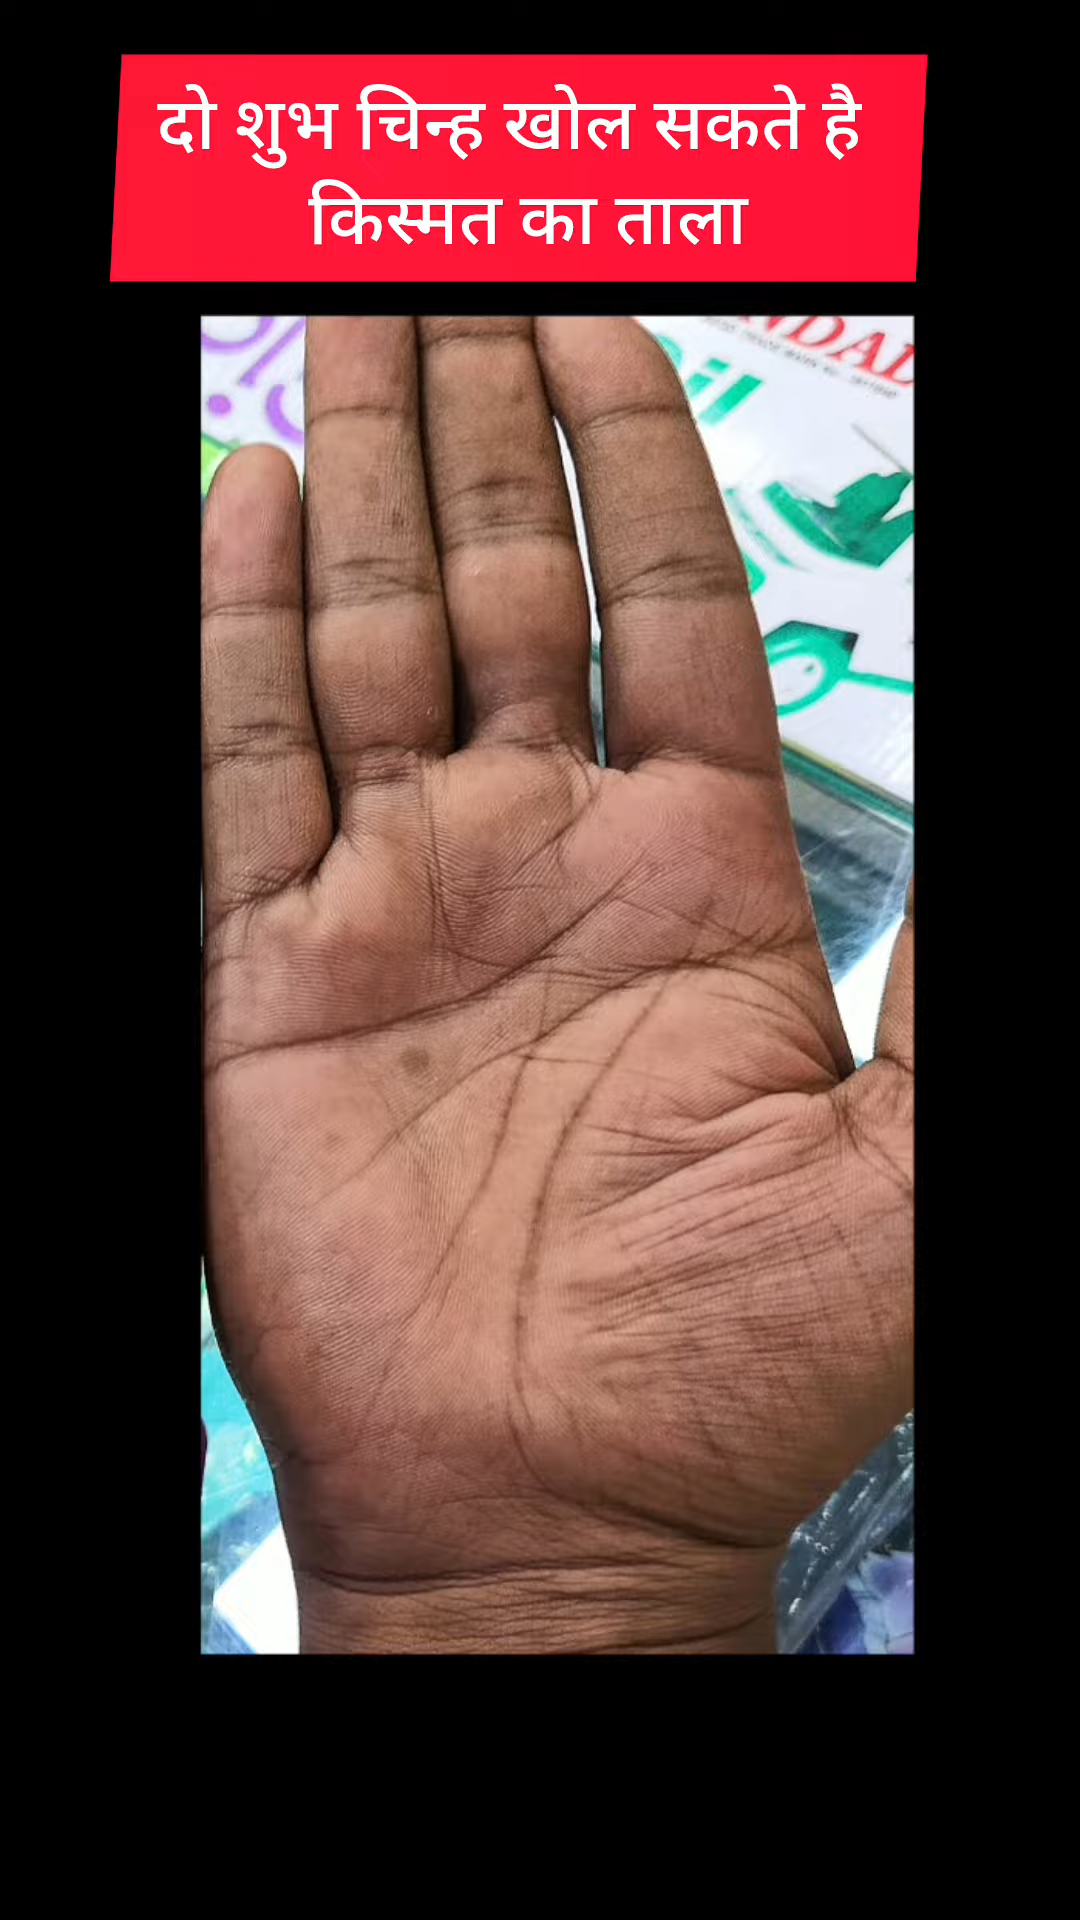 दो शुभ चिन्ह खोल सकते है
किस्मत का ताला